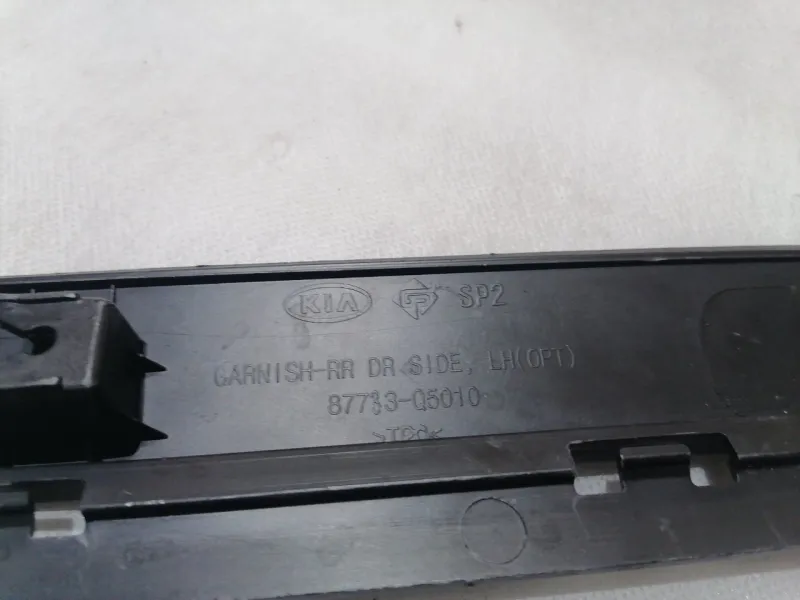 KIA SP2
GARNISH-RR DR SIDE, LH(OPT)
87733-Q5010